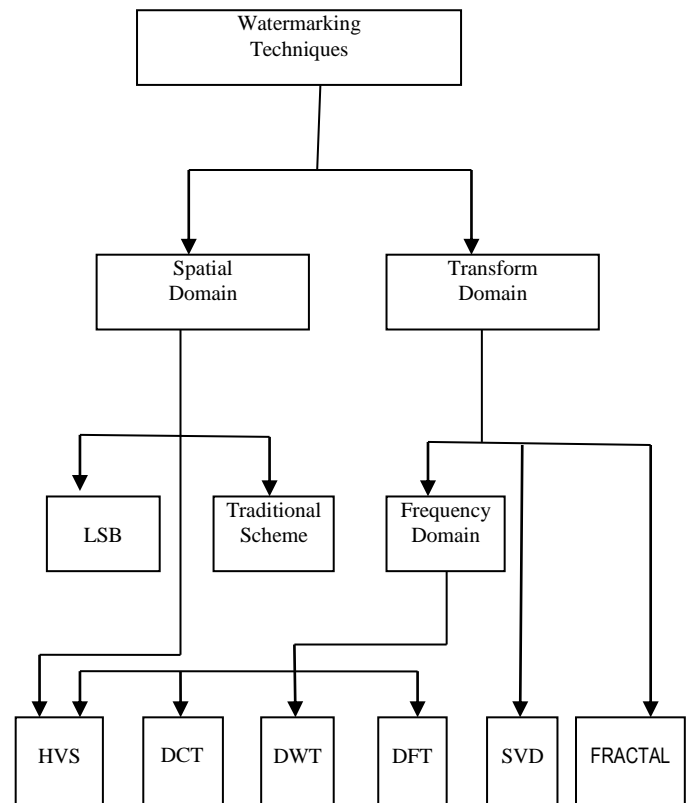 Watermarking
Techniques
Spatial
Domain
Transform
Domain
LSB
Traditional
Scheme
Frequency
Domain
HVS
DCT
DWT
DFT
SVD
FRACTAL